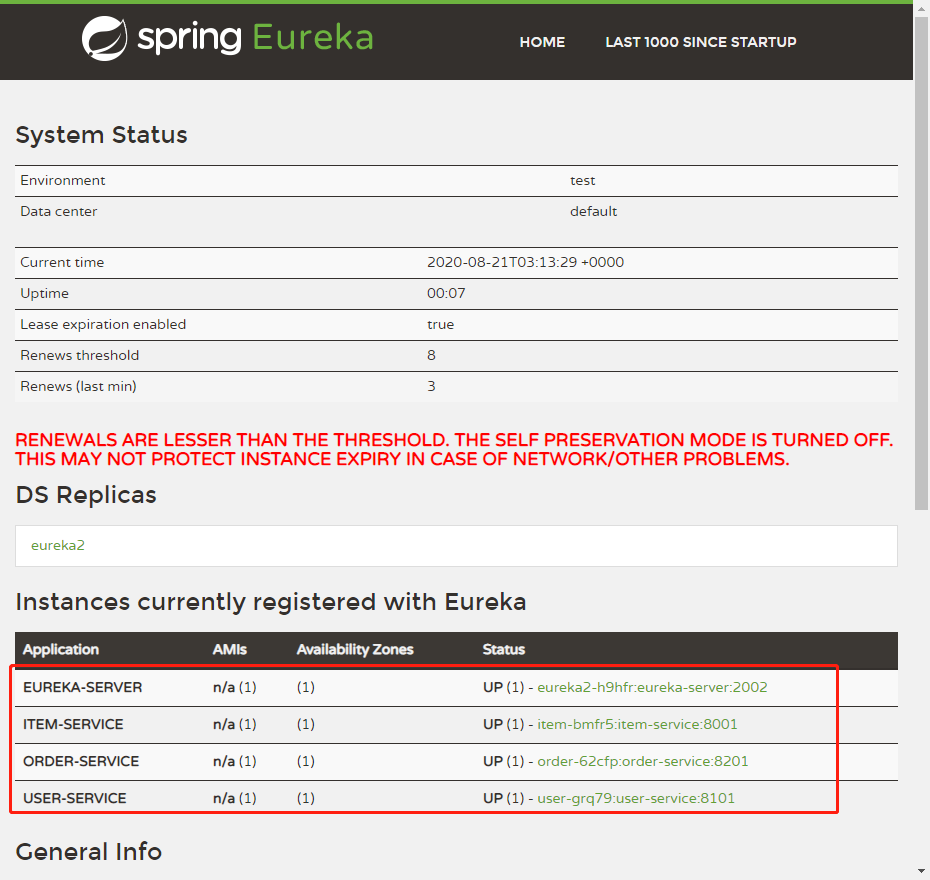 spring Eureka
HOME LAST 1000 SINCE STARTUP
System Status
Environment test
Data center default
Current time 2020-08-21T03:13:29 +0000
Uptime 00:07
Lease expiration enabled true
Renews threshold 8
Renews (last min) 3
RENEWALS ARE LESSER THAN THE THRESHOLD. THE SELF PRESERVATION MODE IS TURNED OFF.
THIS MAY NOT PROTECT INSTANCE EXPIRY IN CASE OF NETWORK/OTHER PROBLEMS.
DS Replicas
eureka2
Instances currently registered with Eureka
Application AMIs Availability Zones Status
EUREKA-SERVER n/a (1) (1) UP (1) - eureka2-h9hfr:eureka-server:2002
ITEM-SERVICE n/a (1) (1) UP (1) - item-bmfr5:item-service:8001
ORDER-SERVICE n/a (1) (1) UP (1) - order-62cfp:order-service:8201
USER-SERVICE n/a (1) (1) UP (1) - user-grq79:user-service:8101
General Info